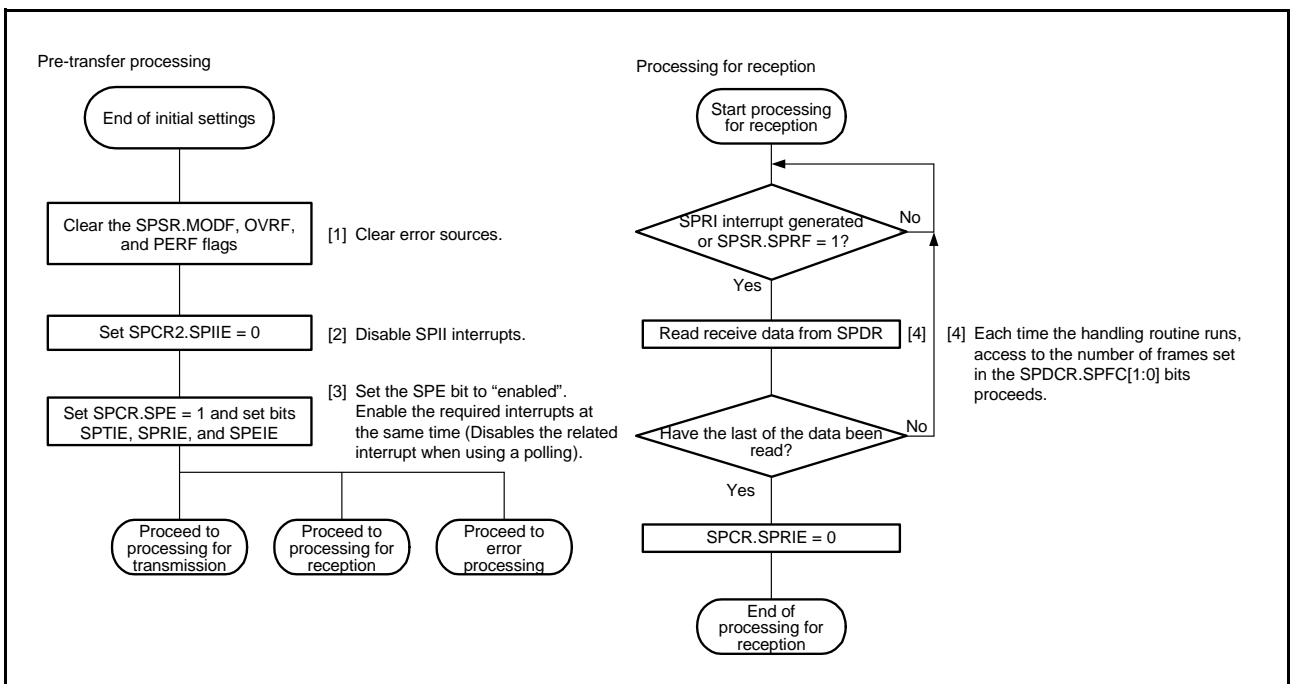 Pre-transfer processing
End of initial settings
Clear the SPSR.MODF, OVRF,
and PERF flags
[1] Clear error sources.
Set SPCR2.SPIIE = 0
[2] Disable SPII interrupts.
Set SPCR.SPE = 1 and set bits
SPTIE, SPRIE, and SPEIE
[3] Set the SPE bit to “enabled”.
Enable the required interrupts at
the same time (Disables the related
interrupt when using a polling).
Proceed to
processing for
transmission
Proceed to
processing for
reception
Proceed to
error
processing
Processing for reception
Start processing
for reception
SPRI interrupt generated
or SPSR.SPRF = 1?
No
Yes
Read receive data from SPDR
[4]
[4] Each time the handling routine runs,
access to the number of frames set
in the SPDCR.SPFC[1:0] bits
proceeds.
Have the last of the data been
read?
No
Yes
SPCR.SPRIE = 0
End of
processing for
reception